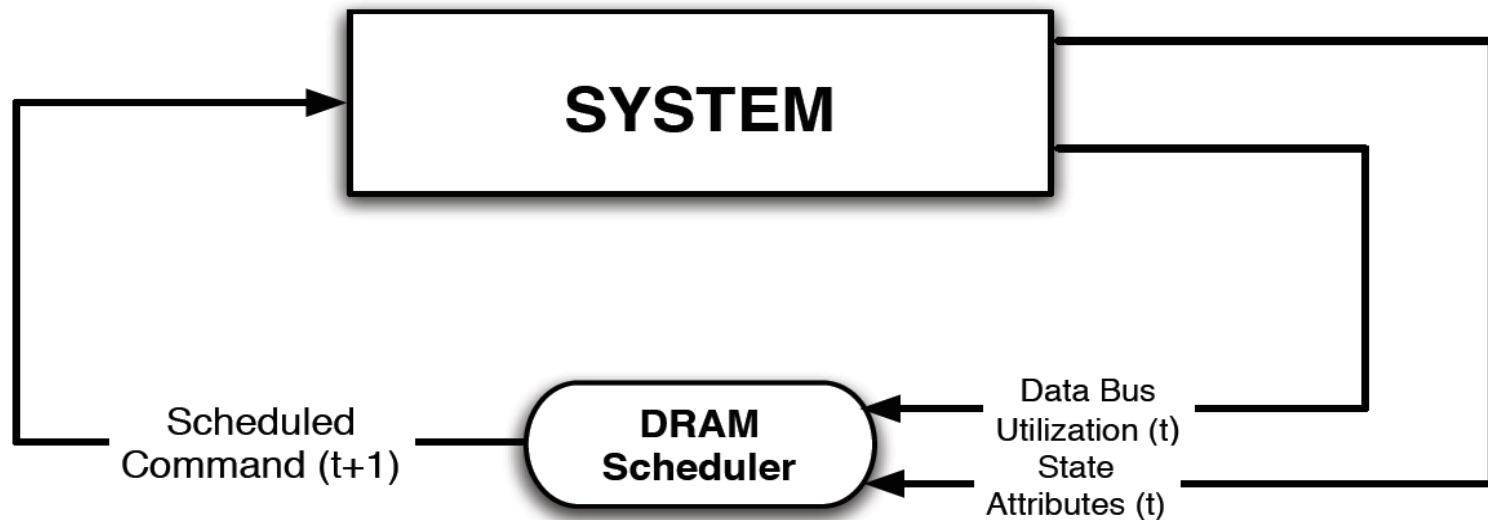 SYSTEM
Scheduled
Command (t+1)
DRAM
Scheduler
Data Bus
Utilization (t)
State
Attributes (t)